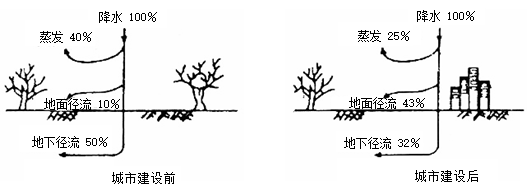 降水 100%
蒸发 40%
地面径流 10%
地下径流 50%
城市建设前
降水 100%
蒸发 25%
地面径流 43%
地下径流 32%
城市建设后